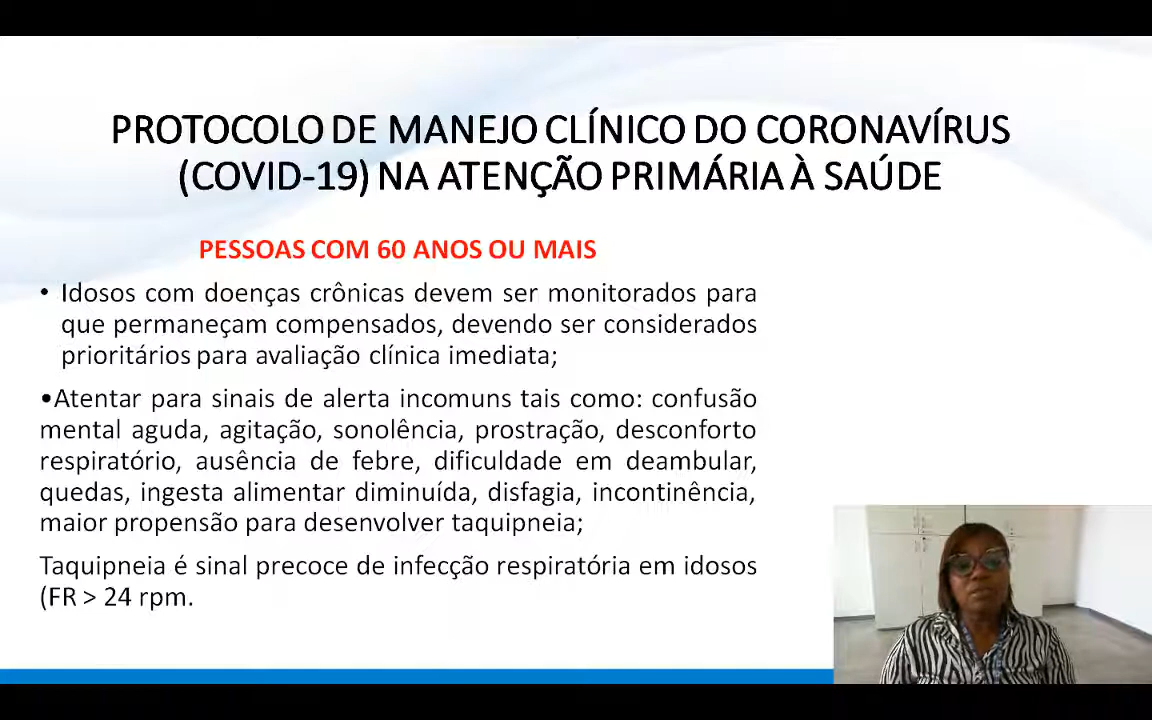 PROTOCOLO DE MANEJO CLÍNICO DO CORONAVÍRUS
(COVID-19) NA ATENÇÃO PRIMÁRIA À SAÚDE
PESSOAS COM 60 ANOS OU MAIS
• Idosos com doenças crônicas devem ser monitorados para
que permaneçam compensados, devendo ser considerados
prioritários para avaliação clínica imediata;
•Atentar para sinais de alerta incomuns tais como: confusão
mental aguda, agitação, sonolência, prostração, desconforto
respiratório, ausência de febre, dificuldade em deambular,
quedas, ingesta alimentar diminuída, disfagia, incontinência,
maior propensão para desenvolver taquipneia;
Taquipneia é sinal precoce de infecção respiratória em idosos
(FR > 24 rpm.